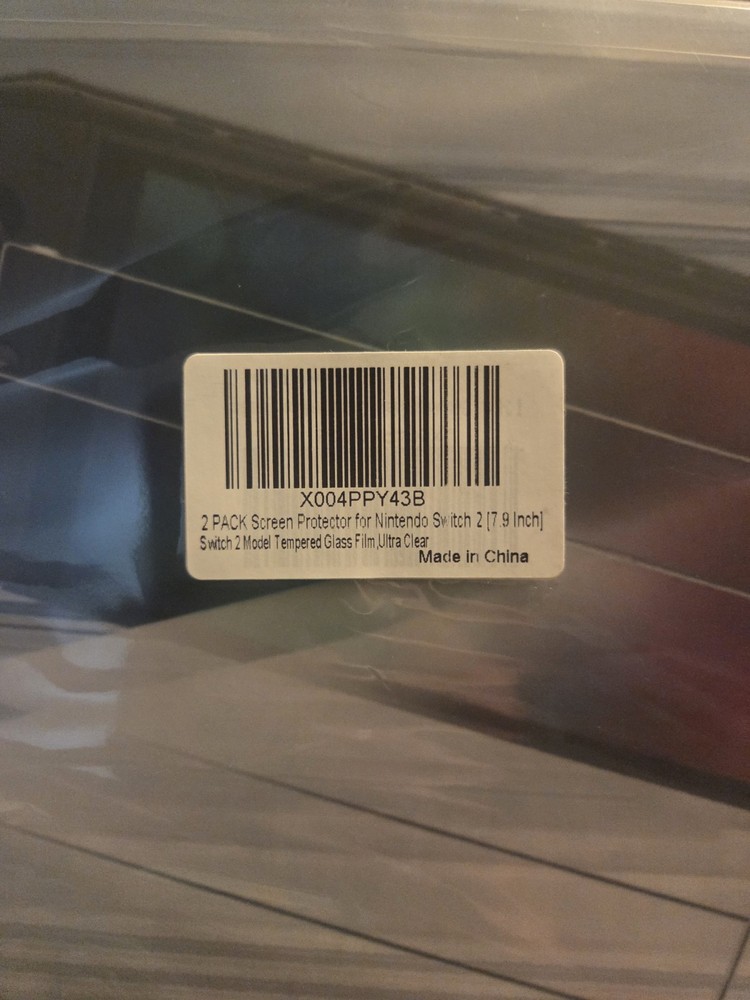 X004PPY43B
2 PACK Screen Protector for Nintendo Switch 2 [7.9 Inch]
Switch 2 Model Tempered Glass Film,Ultra Clear
Made in China